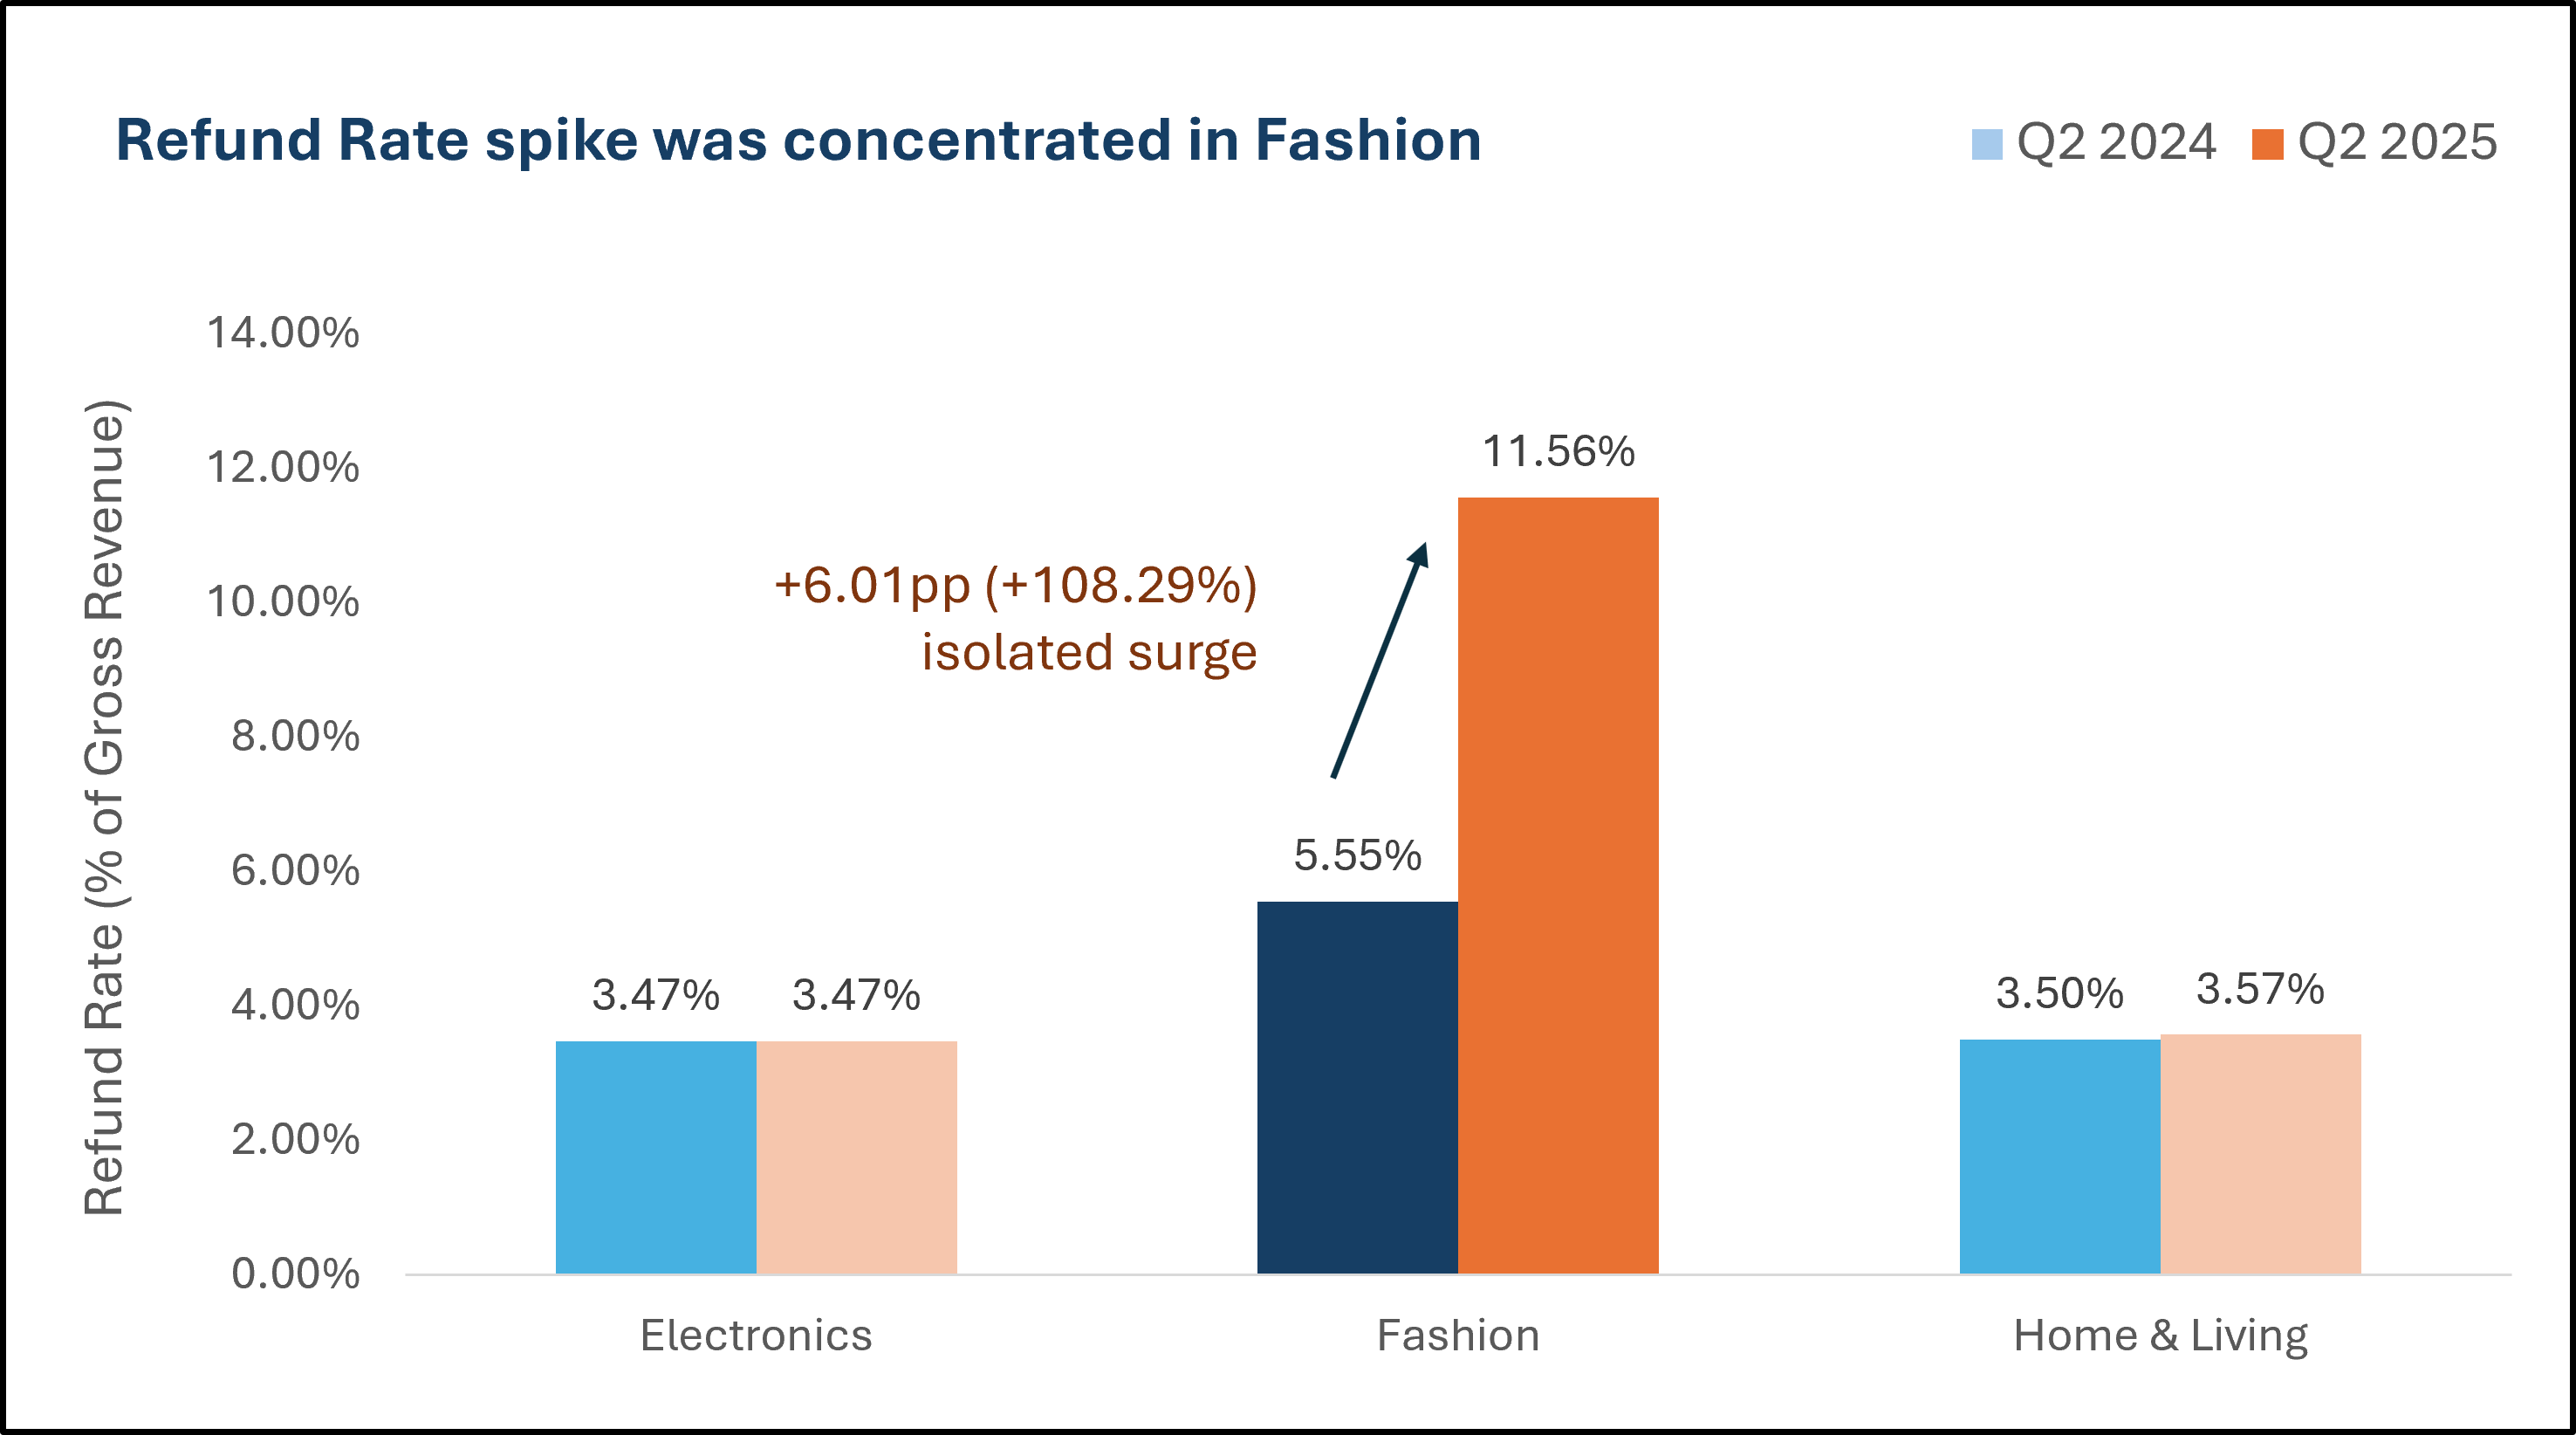 Refund Rate spike was concentrated in Fashion
Q2 2024
Q2 2025
Refund Rate (% of Gross Revenue)
14.00%
12.00%
10.00%
8.00%
6.00%
4.00%
2.00%
0.00%
3.47%
3.47%
+6.01pp (+108.29%)
isolated surge
5.55%
11.56%
3.50%
3.57%
Electronics
Fashion
Home & Living